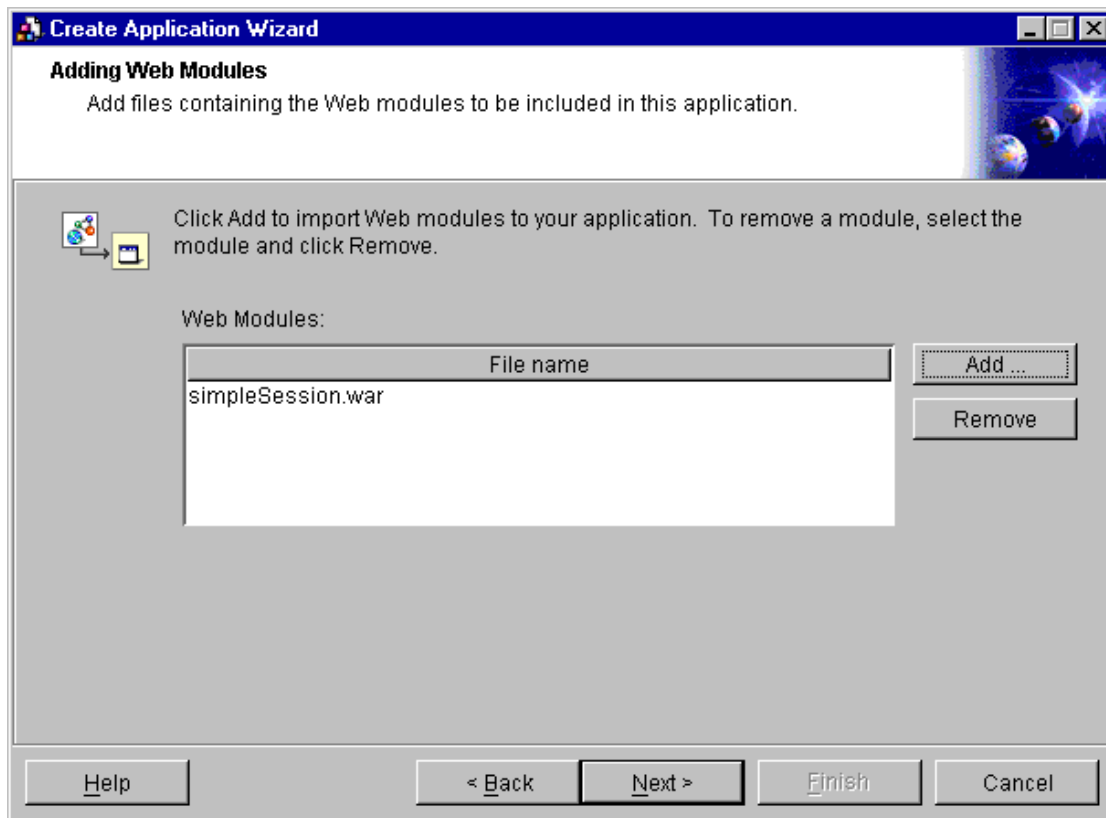 Create Application Wizard
Adding Web Modules
Add files containing the Web modules to be included in this application.
Click Add to import Web modules to your application. To remove a module, select the
module and click Remove.
Web Modules:
File name
Add ...
simpleSession.war
Remove
Help
< Back
Next >
Finish
Cancel